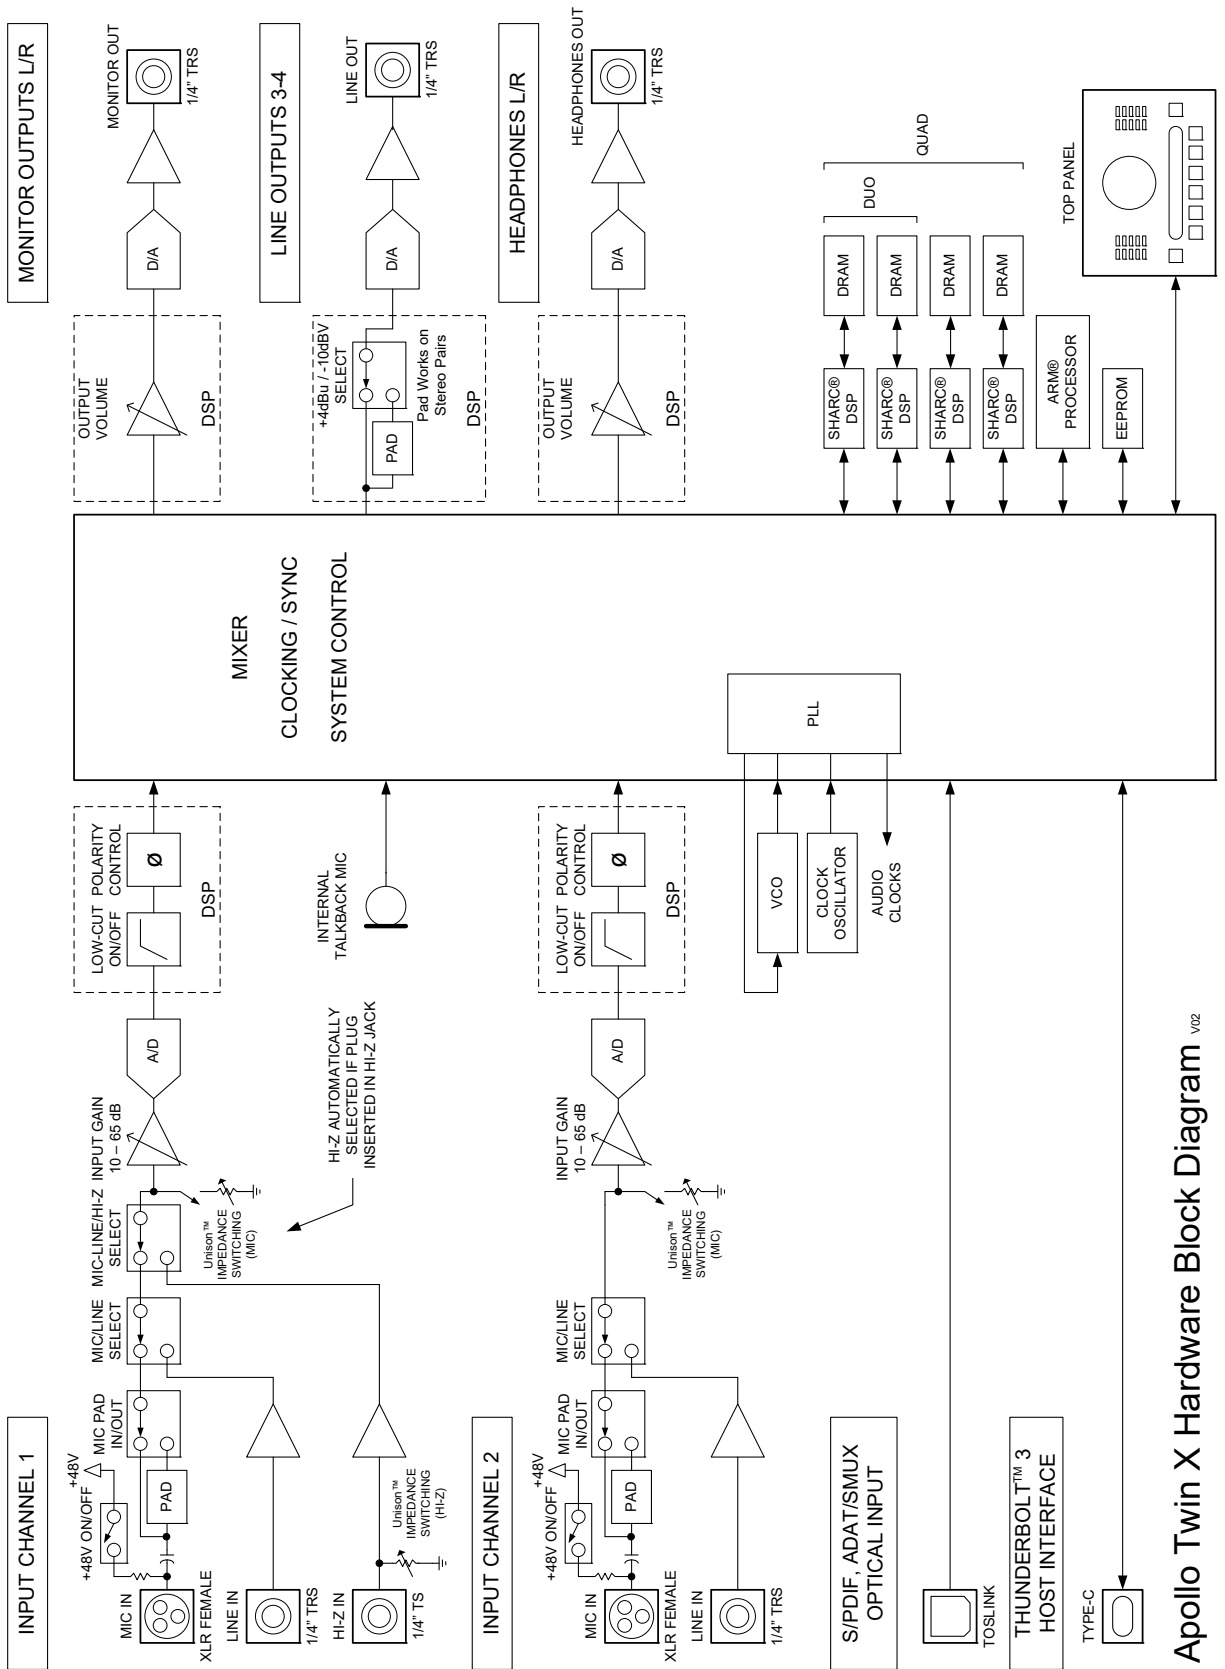 INPUT CHANNEL 1
+48V ON/OFF
+48V
MIC IN
XLR FEMALE
PAD
MIC PAD
IN/OUT
MIC/LINE
SELECT
MIC-LINE/HI-Z
SELECT
INPUT GAIN
10 – 65 dB
Unison™
IMPEDANCE
SWITCHING
(MIC)
A/D
LOW-CUT
ON/OFF
POLARITY
CONTROL
Ø
DSP
LINE IN
1/4" TRS
HI-Z IN
1/4" TS
Unison™
IMPEDANCE
SWITCHING
(HI-Z)
HI-Z AUTOMATICALLY
SELECTED IF PLUG
INSERTED IN HI-Z JACK
INTERNAL
TALKBACK MIC
INPUT CHANNEL 2
+48V ON/OFF
+48V
MIC IN
XLR FEMALE
PAD
MIC PAD
IN/OUT
MIC/LINE
SELECT
INPUT GAIN
10 – 65 dB
Unison™
IMPEDANCE
SWITCHING
(MIC)
A/D
LOW-CUT
ON/OFF
POLARITY
CONTROL
Ø
DSP
LINE IN
1/4" TRS
VCO
CLOCK
OSCILLATOR
AUDIO
CLOCKS
PLL
S/PDIF, ADAT/SMUX
OPTICAL INPUT
TOSLINK
THUNDERBOLT™ 3
HOST INTERFACE
TYPE-C
MIXER
CLOCKING / SYNC
SYSTEM CONTROL
MONITOR OUTPUTS L/R
OUTPUT
VOLUME
DSP
D/A
MONITOR OUT
1/4" TRS
LINE OUTPUTS 3-4
+4dBu / -10dBV
SELECT
PAD
Pad Works on
Stereo Pairs
DSP
D/A
LINE OUT
1/4" TRS
HEADPHONES L/R
OUTPUT
VOLUME
DSP
D/A
HEADPHONES OUT
1/4" TRS
SHARC®
DSP
DRAM
SHARC®
DSP
DRAM
DUO
SHARC®
DSP
DRAM
SHARC®
DSP
DRAM
QUAD
ARM®
PROCESSOR
EEPROM
TOP PANEL
Apollo Twin X Hardware Block Diagram V02